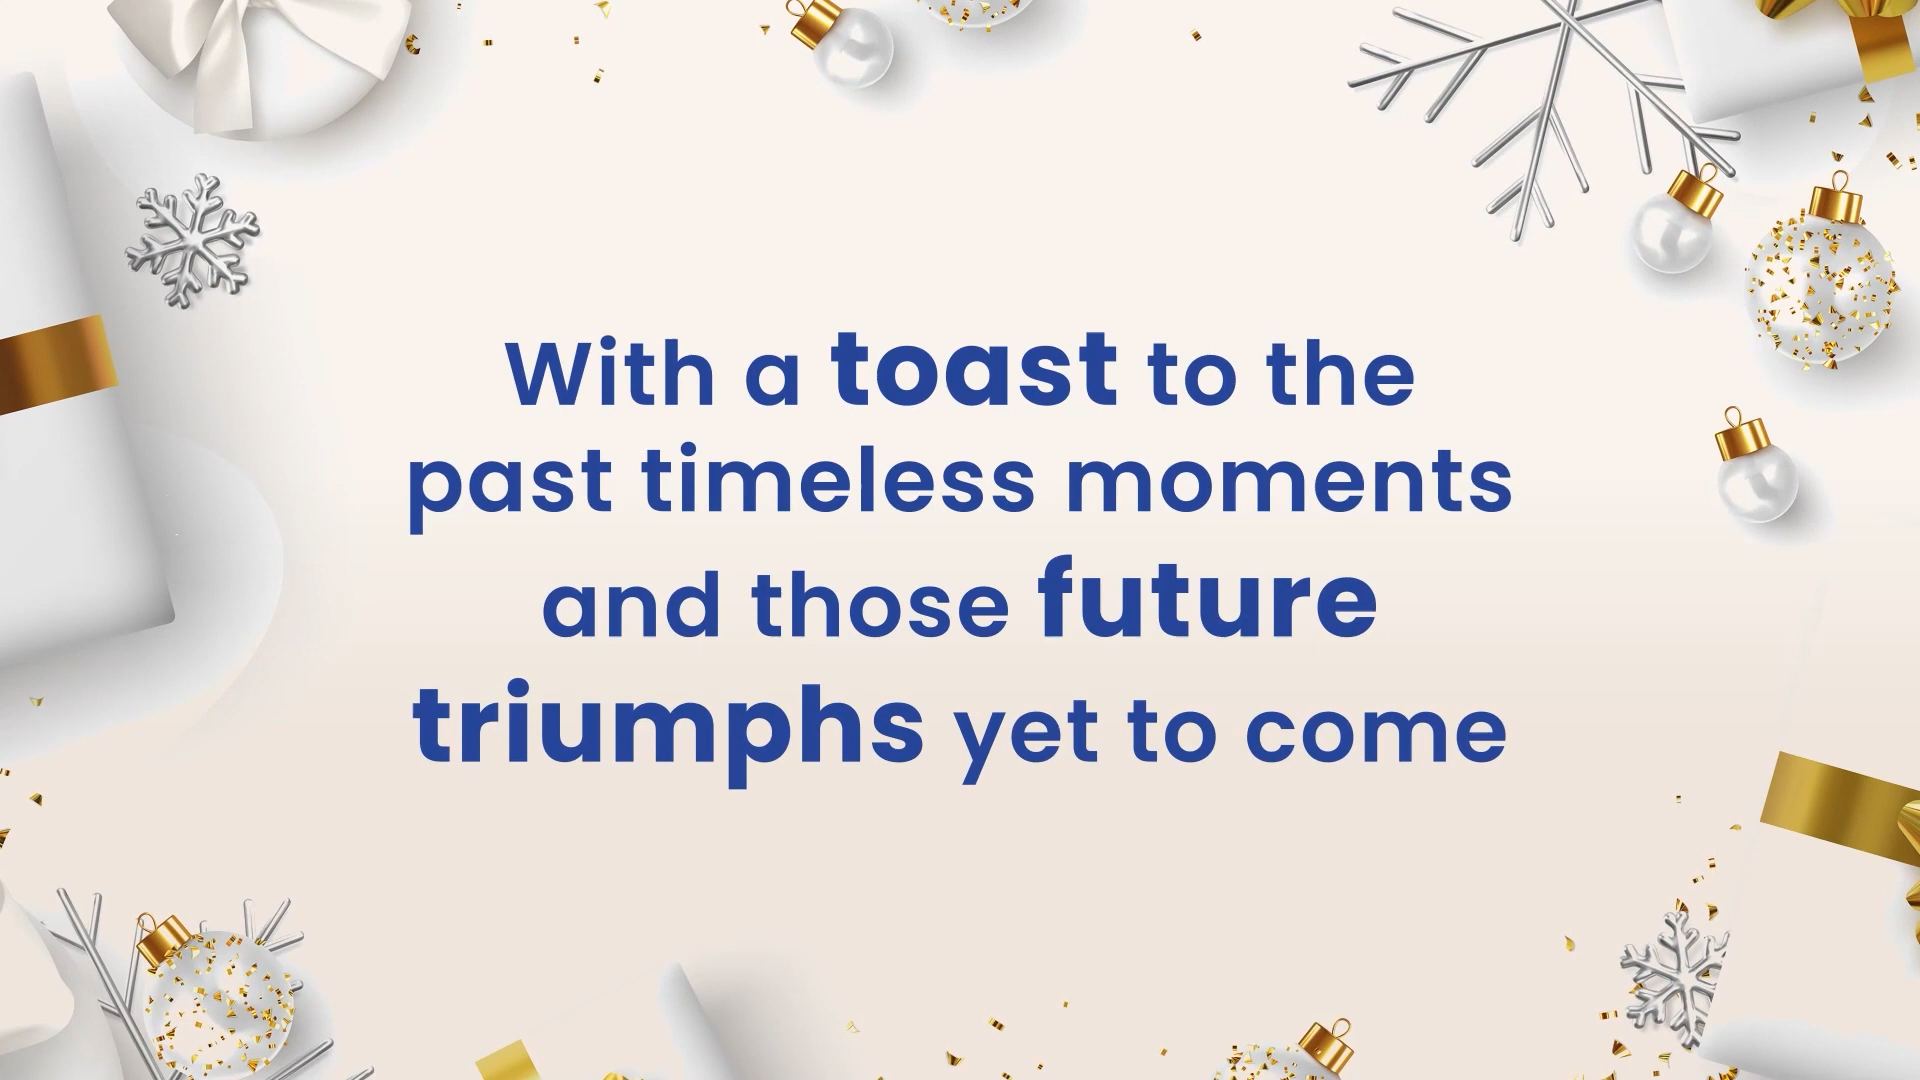 With a toast to the
past timeless moments
and those future
triumphs yet to come